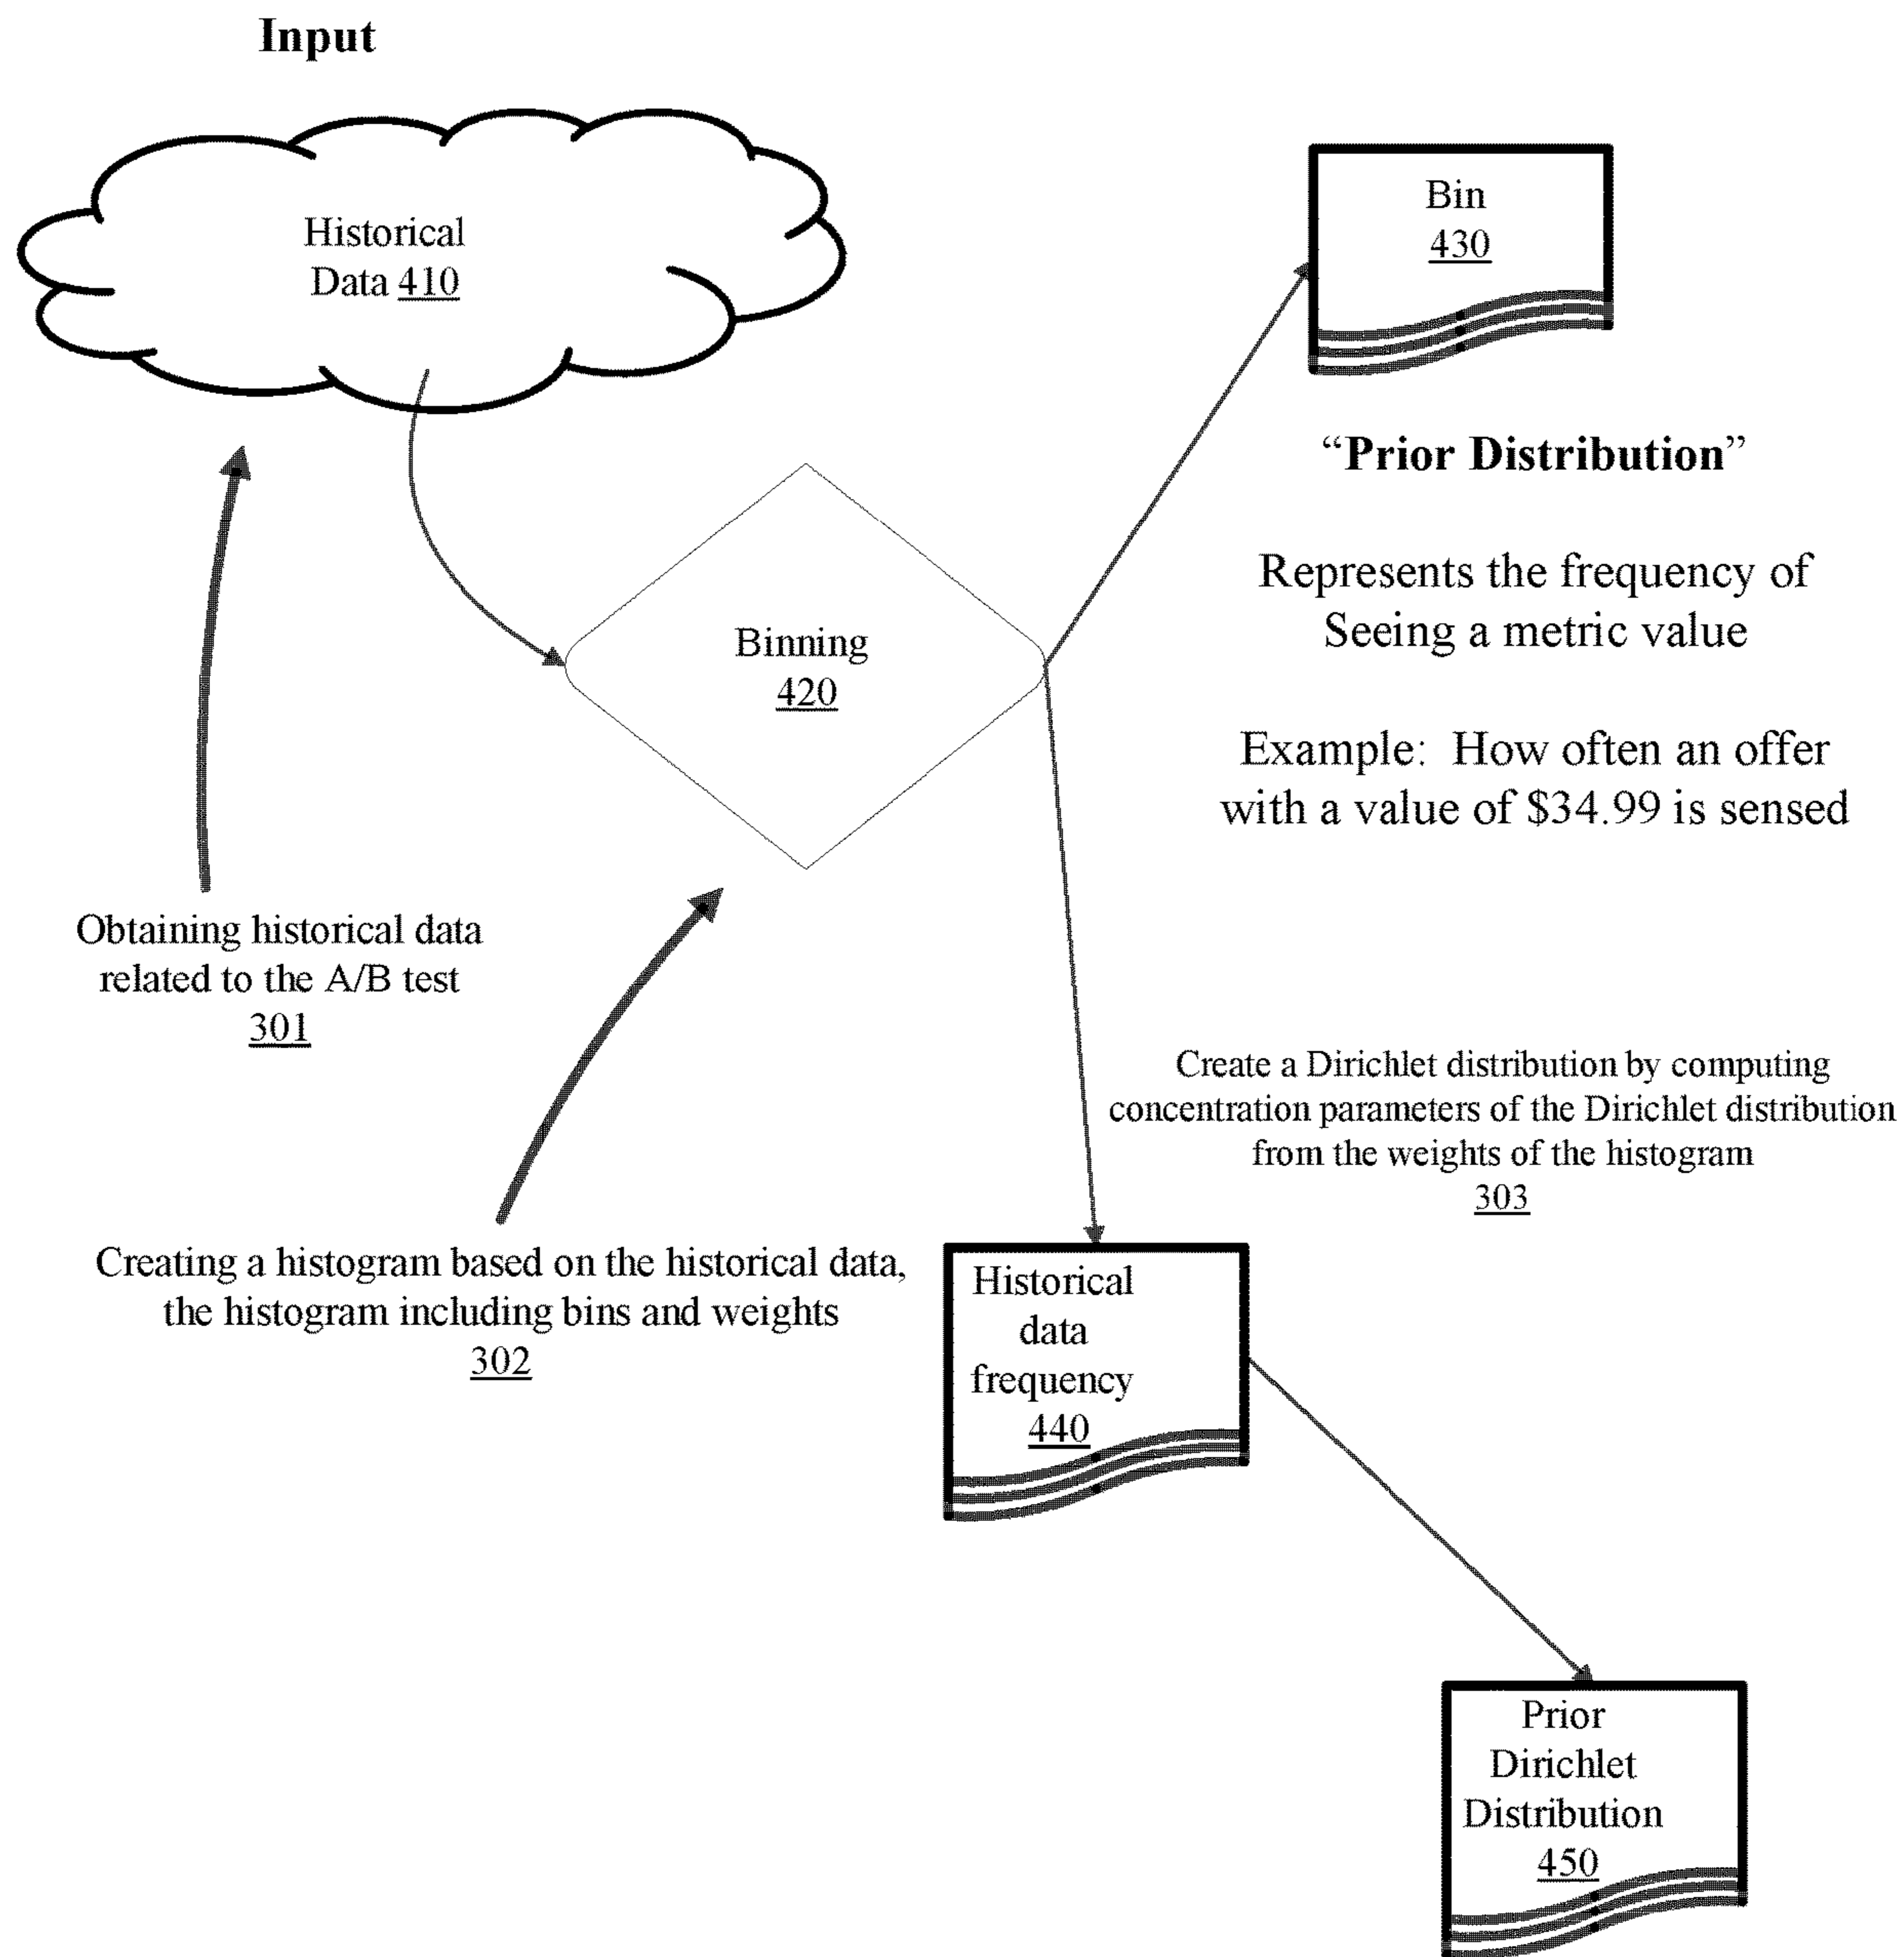 Input
Historical
Data 410
Bin
430
“Prior Distribution”
Represents the frequency of
Seeing a metric value
Binning
420
Example: How often an offer
with a value of $34.99 is sensed
Obtaining historical data
related to the A/B test
301
Create a Dirichlet distribution by computing
concentration parameters of the Dirichlet distribution
from the weights of the histogram
303
Creating a histogram based on the historical data,
the histogram including bins and weights
302
Historical
data
frequency
440
Prior
Dirichlet
Distribution
450